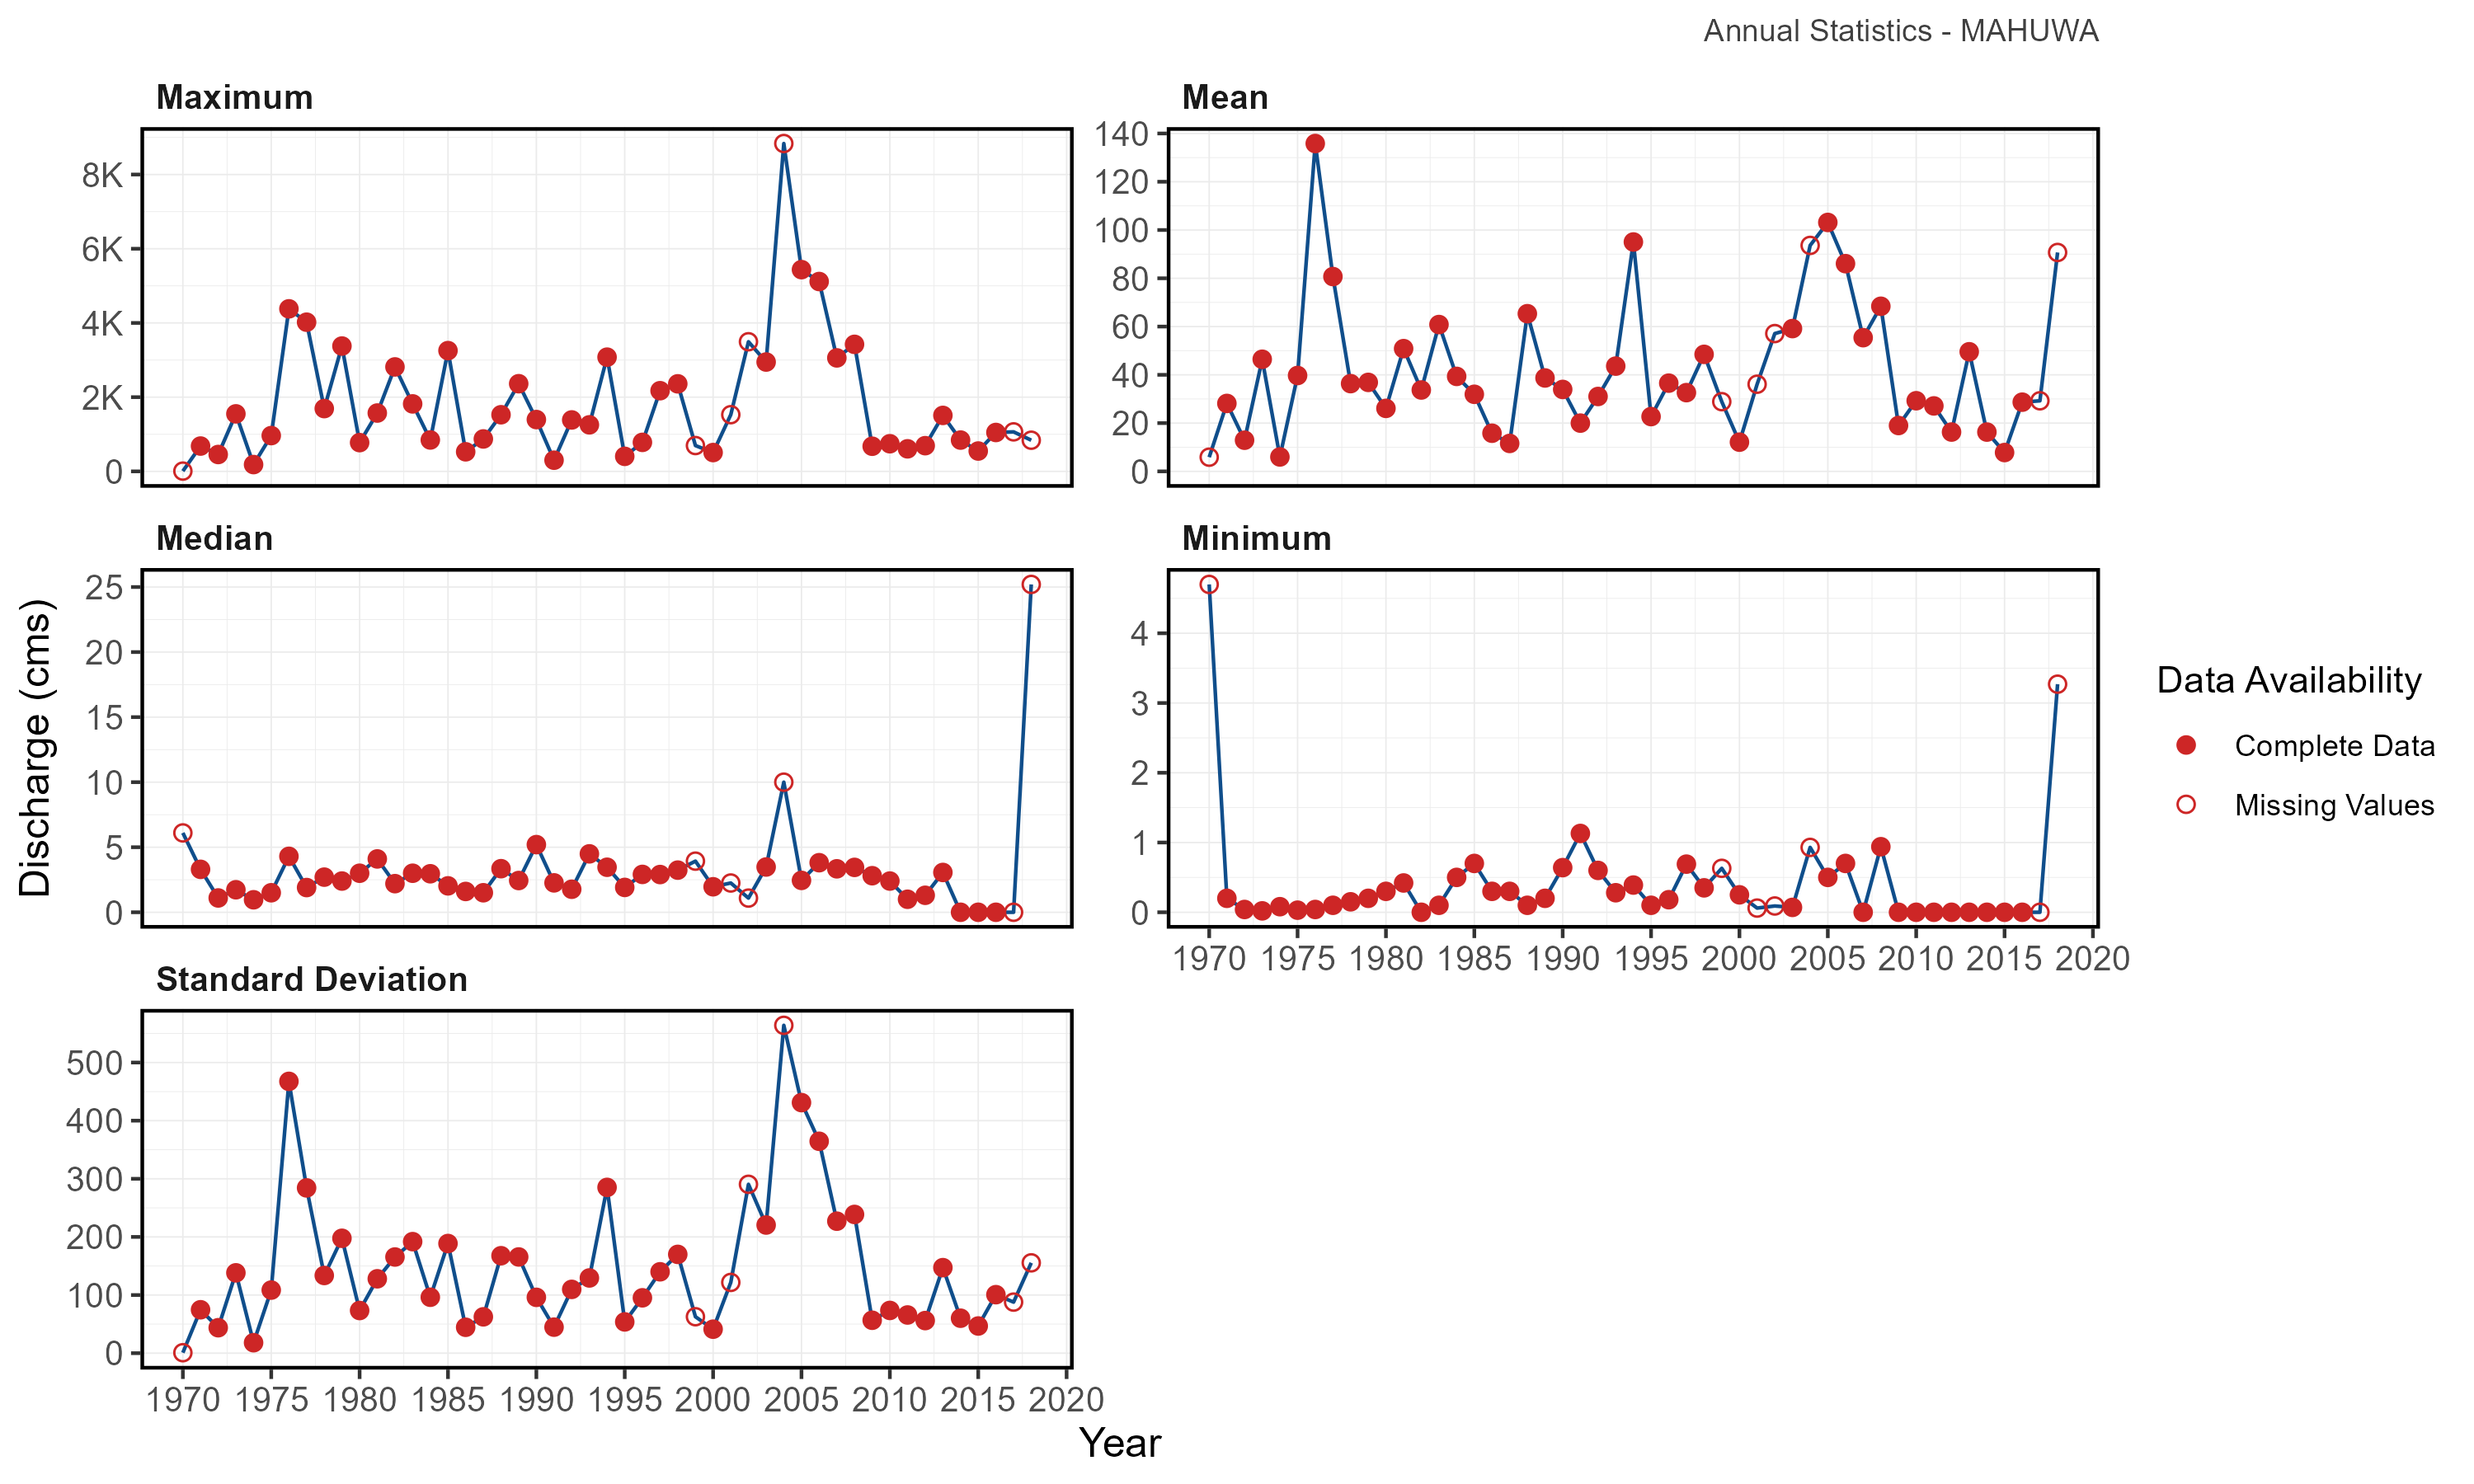 Annual Statistics - MAHUWA
Maximum
8K
6K
4K
2K
0
Mean
140
120
100
80
60
40
20
0
Discharge (cms)
Median
25
20
15
10
5
0
Minimum
4
3
2
1
0
1970 1975 1980 1985 1990 1995 2000 2005 2010 2015 2020
Standard Deviation
500
400
300
200
100
0
1970 1975 1980 1985 1990 1995 2000 2005 2010 2015 2020
Year
Data Availability
Complete Data
Missing Values